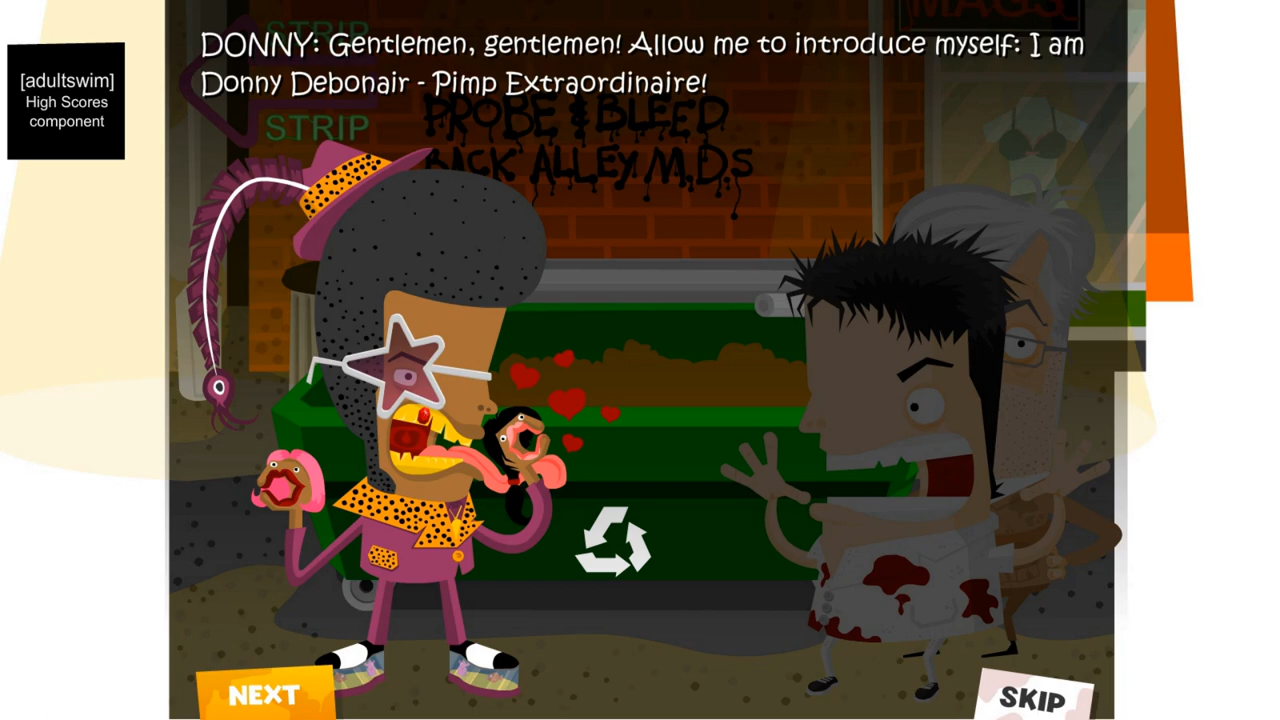 MAGS
STRIP
DONNY: Gentlemen, gentlemen! Allow me to introduce myself: I am
Donny Debonair - Pimp Extraordinaire!
[adultswim]
High Scores
component
STRIP
PROBE & BLEED
BACK ALLEY M.D.S
NEXT
SKIP